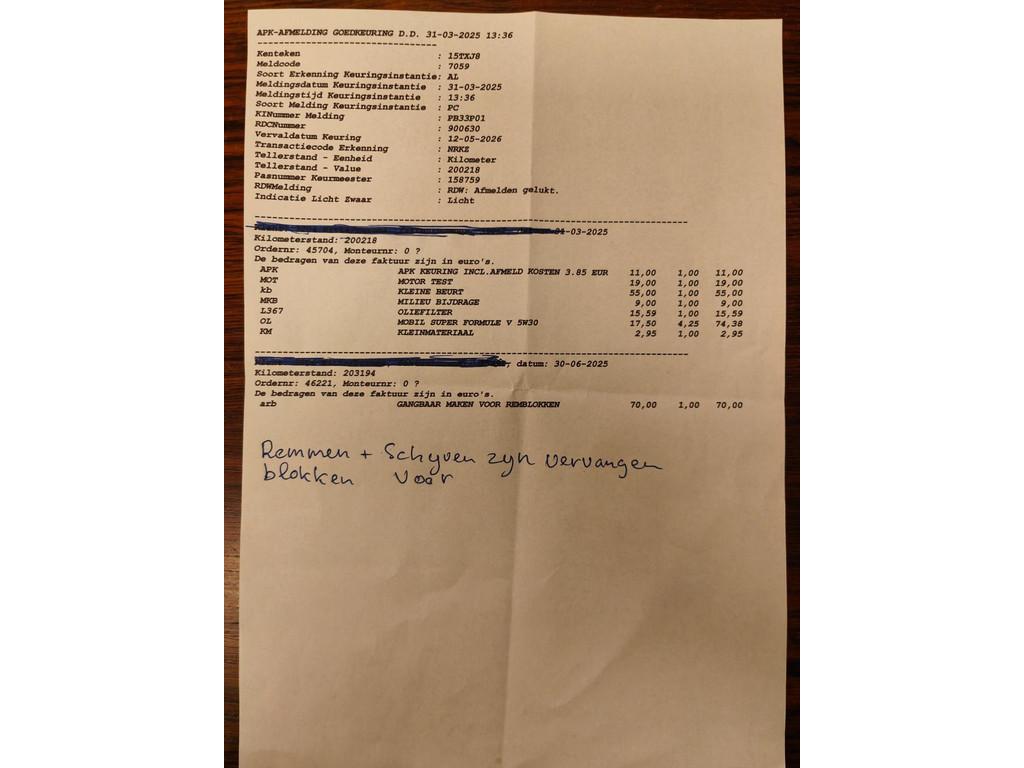 APK-AFMELDING GOEDKEURING D.D. 31-03-2025 13:36
Kenteken : 15TXJ8
Meldcode : 7059
Soort Erkenning Keuringsinstantie: AL
Meldingsdatum Keuringsinstantie : 31-03-2025
Meldingstijd Keuringsinstantie : 13:36
Soort Melding Keuringsinstantie : PC
KINummer Melding : PB33P01
RDCNummer : 900630
Vervaldatum Keuring : 12-05-2026
Transactiecode Erkenning : NRKZ
Tellerstand - Eenheid : Kilometer
Tellerstand - Value : 200218
Pasnummer Keurmeester : 158759
RDWMelding : RDW: Afmelden gelukt.
Indicatie Licht Zwaar : Licht
31-03-2025
Kilometerstand: 200218
Ordernr: 45704, Monteurnr: 0 ?
De bedragen van deze faktuur zijn in euro's.
APK APK KEURING INCL.AFMELD KOSTEN 3.85 EUR 11,00 1,00 11,00
MOT MOTOR TEST 19,00 1,00 19,00
kb KLEINE BEURT 55,00 1,00 55,00
MKB MILIEU BIJDRAGE 9,00 1,00 9,00
L367 OLIEFILTER 15,59 1,00 15,59
OL MOBIL SUPER FORMULE V 5W30 17,50 4,25 74,38
KM KLEINMATERIAAL 2,95 1,00 2,95
, datum: 30-06-2025
Kilometerstand: 203194
Ordernr: 46221, Monteurnr: 0 ?
De bedragen van deze faktuur zijn in euro's.
arb GANGBAAR MAKEN VOOR REMBLOKKEN 70,00 1,00 70,00
Remmen + Schyven zyn vervangen
blokken voor